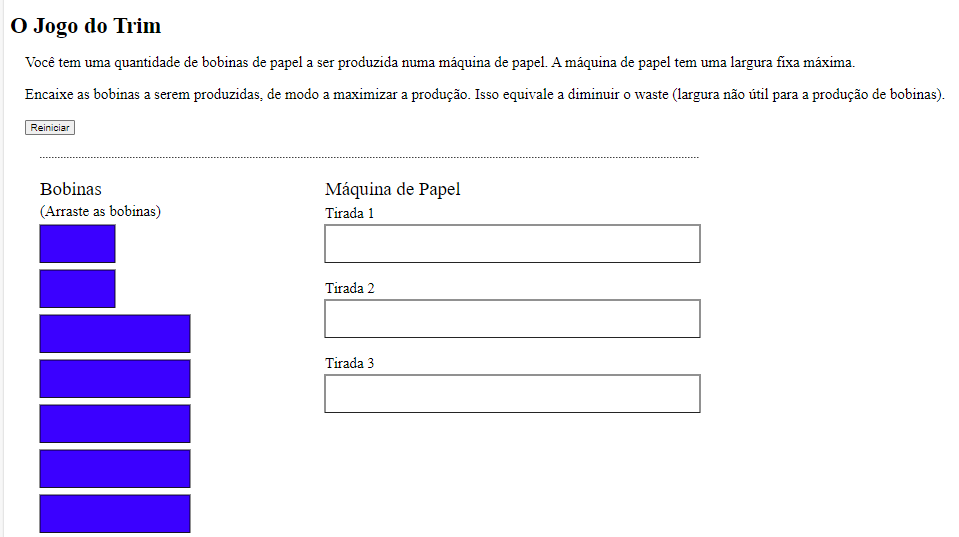 O Jogo do Trim
Você tem uma quantidade de bobinas de papel a ser produzida numa máquina de papel. A máquina de papel tem uma largura fixa máxima.
Encaixe as bobinas a serem produzidas, de modo a maximizar a produção. Isso equivale a diminuir o waste (largura não útil para a produção de bobinas).
Reiniciar
Bobinas
(Arraste as bobinas)
Máquina de Papel
Tirada 1
Tirada 2
Tirada 3